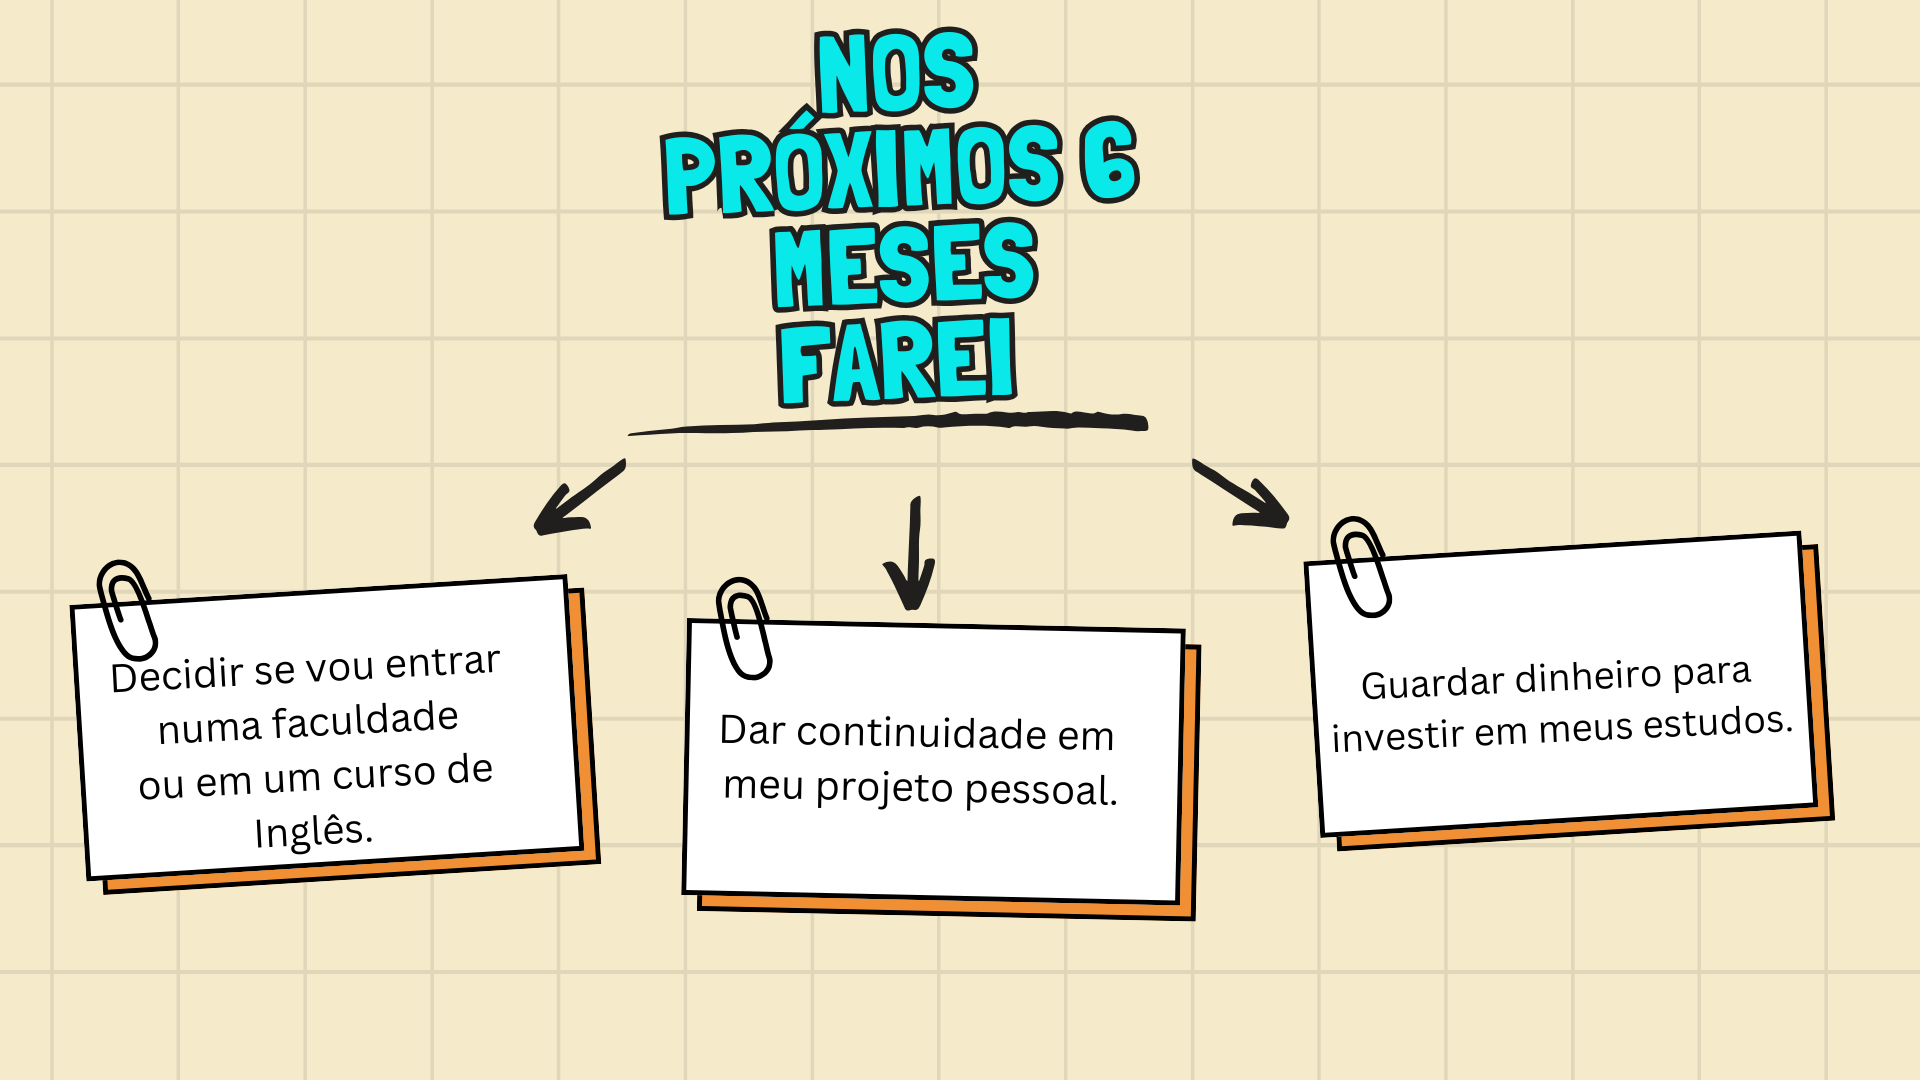 NOS
PRÓXIMOS 6
MESES
FAREI
Decidir se vou entrar
numa faculdade
ou em um curso de
Inglês.
Dar continuidade em
meu projeto pessoal.
Guardar dinheiro para
investir em meus estudos.